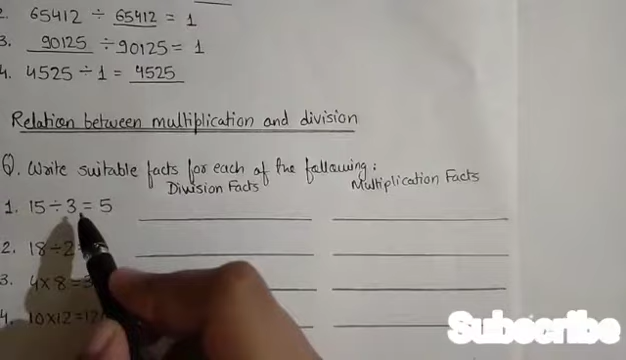 2. 65412 ÷ 65412 = 1
3. 90125 ÷ 90125 = 1
4. 4525 ÷ 1 = 4525
Relation between multiplication and division
Q. Write suitable facts for each of the following:
Division Facts Multiplication Facts
1. 15 ÷ 3 = 5
2. 18 ÷ 2
3. 4 x 8 = 3
4. 10 x 12 = 12
Subscribe